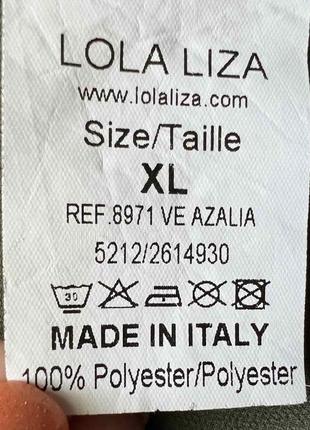 LOLA LIZA
www.lolaliza.com
Size/Taille
XL
REF.8971 VE AZALIA
5212/2614930
30
MADE IN ITALY
100% Polyester/Polyester